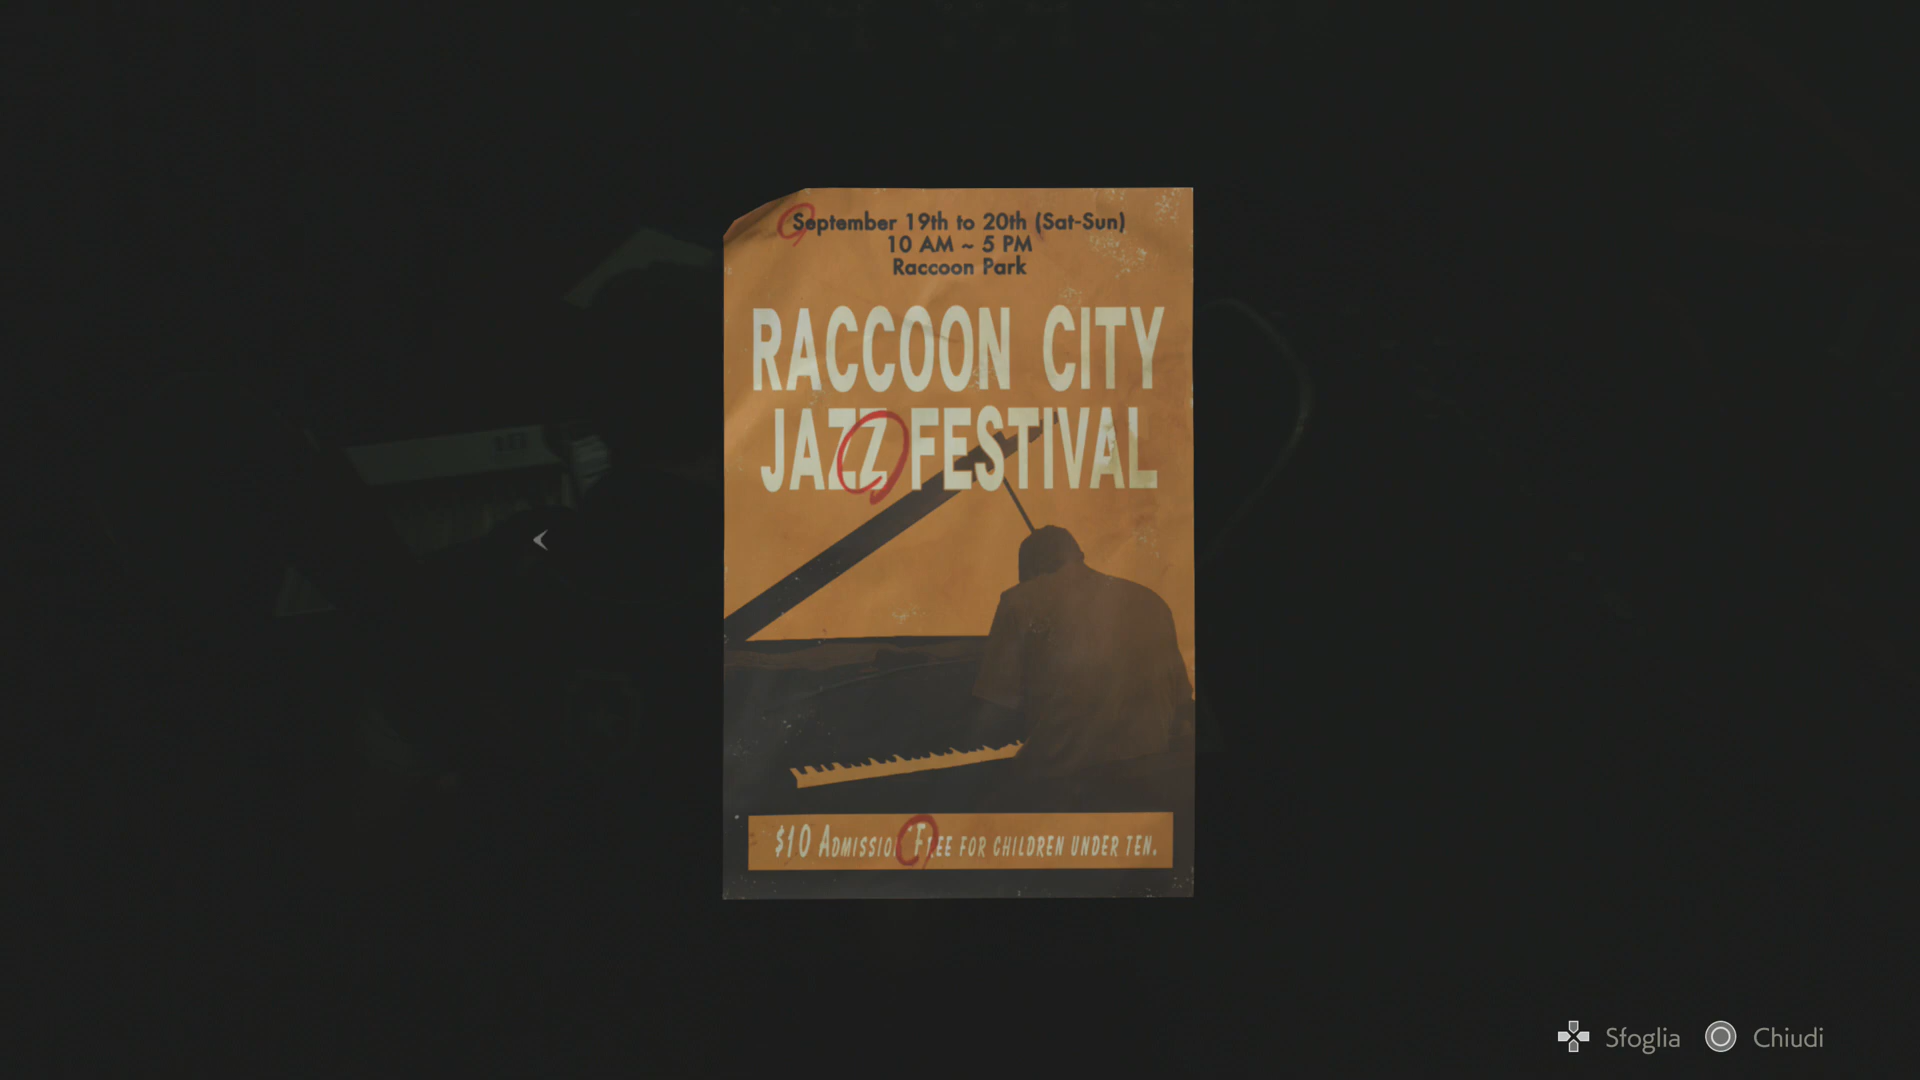 September 19th to 20th (Sat-Sun)
10 AM ~ 5 PM
Raccoon Park
RACCOON CITY
JAZZ FESTIVAL
$10 Admission Free for children under ten.
Sfoglia Chiudi